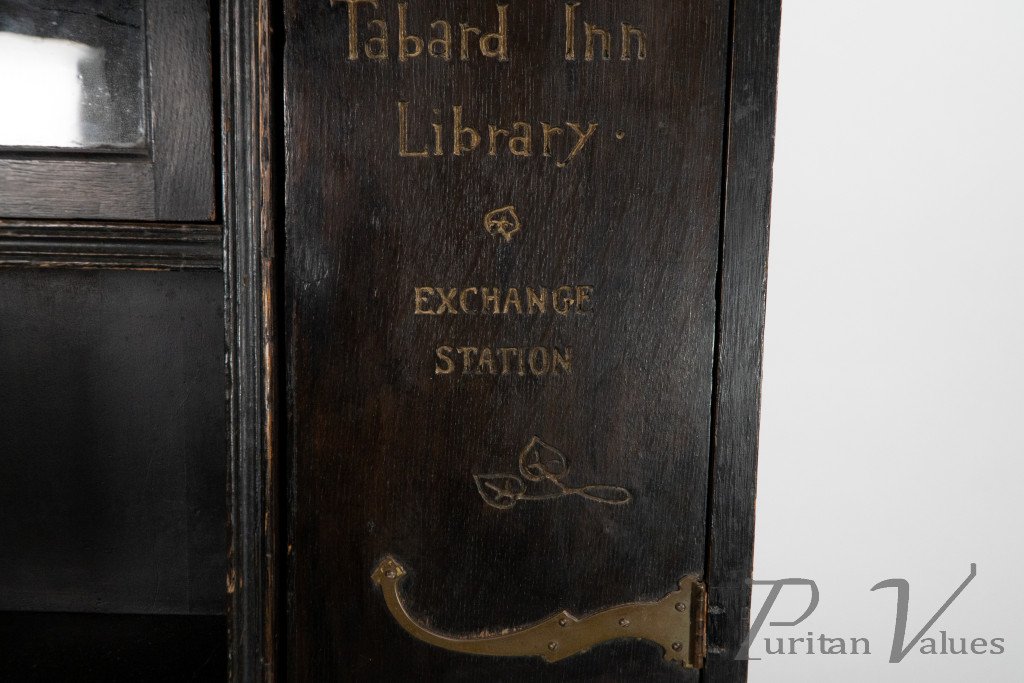 Tabard Inn
Library ·
EXCHANGE
STATION
Puritan Values